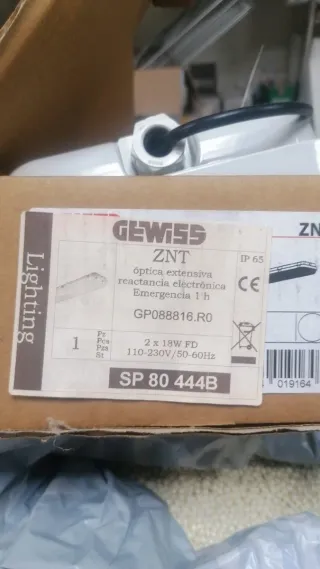 GEWISS
ZN
ZNT
IP 65
óptica extensiva
reactancia electrónica
Emergencia 1 h
CE
GP088816.R0
Lighting
1
Pz
Pcs
Pzs
St
2 x 18W FD
110-230V/50-60Hz
SP 80 444B
019164